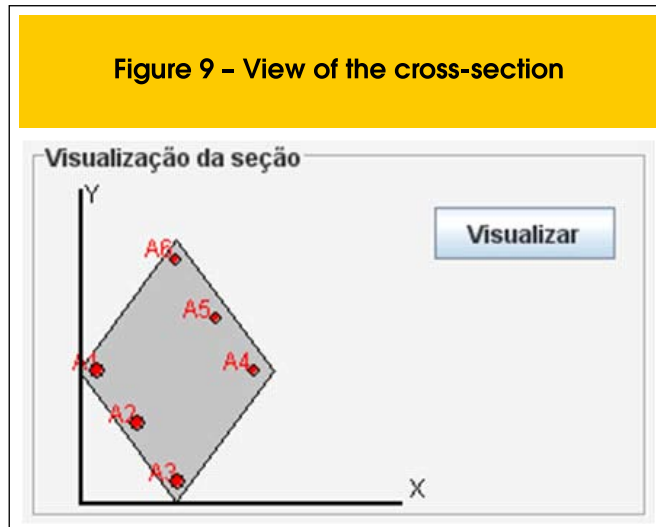 Figure 9 – View of the cross-section
Visualização da seção
Y
Visualizar
A6
A5
A1
A4
A2
A3
X